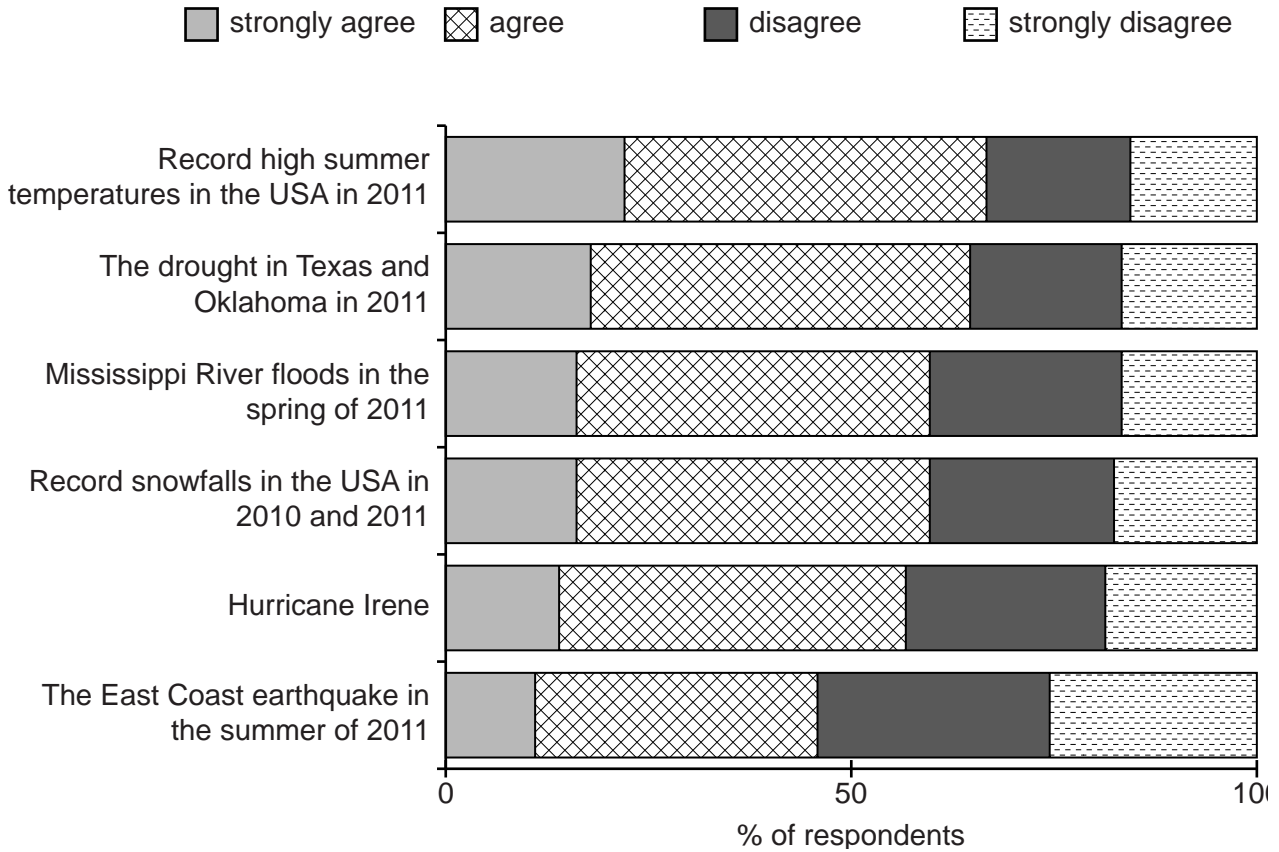 strongly agree agree disagree strongly disagree
Record high summer
temperatures in the USA in 2011
The drought in Texas and
Oklahoma in 2011
Mississippi River floods in the
spring of 2011
Record snowfalls in the USA in
2010 and 2011
Hurricane Irene
The East Coast earthquake in
the summer of 2011
0 50 100
% of respondents